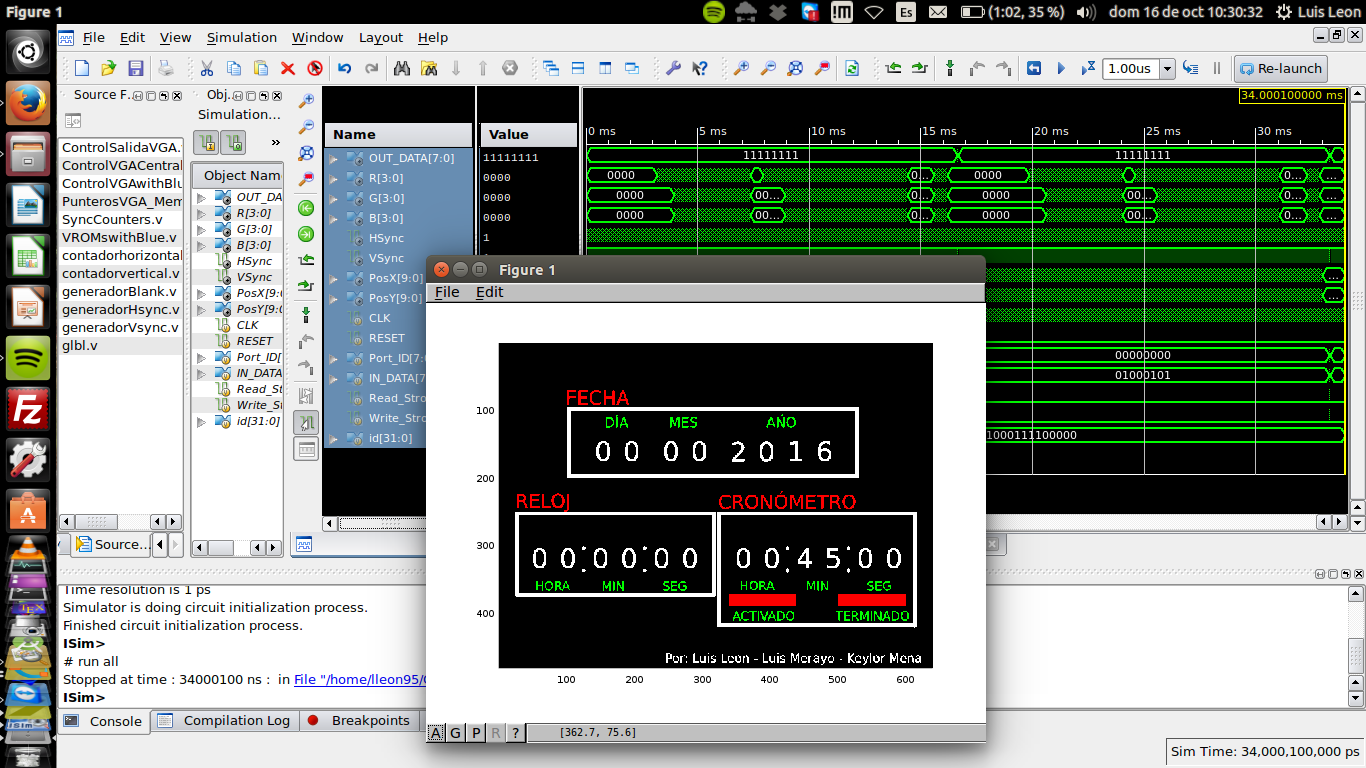 Figure 1
Es
(1:02, 35 %)
dom 16 de oct 10:30:32
Luis Leon
File Edit View Simulation Window Layout Help
1.00us
Re-launch
Source F...
Obj...
Simulation...
ControlSalidaVGA.
ControlVGACentral
ControlVGAwithBlu
PunterosVGA_Mem
SyncCounters.v
VROMswithBlue.v
contadorhorizontal
contadorvertical.v
generadorBlank.v
generadorHsync.v
generadorVsync.v
glbl.v
Source...
Object Name
OUT_DA
R[3:0]
G[3:0]
B[3:0]
HSync
VSync
PosX[9:0
PosY[9:0
CLK
RESET
Port_ID[
IN_DATA
Read_St
Write_St
id[31:0]
Name Value
OUT_DATA[7:0] 11111111
R[3:0] 0000
G[3:0] 0000
B[3:0] 0000
HSync 1
VSync
PosX[9:0]
PosY[9:0]
CLK
RESET
Port_ID[7:0
IN_DATA[7
Read_Stro
Write_Stro
id[31:0]
34.000100000 ms
0 ms 5 ms 10 ms 15 ms 20 ms 25 ms 30 ms
11111111 11111111
0000 0... 0000 0... ...
0000 00... 0... 0000 00... 0... ...
0000 00... 0... 0000 00... 0... ...
...
...
00000000
01000101
1000111100000
Figure 1
File Edit
FECHA
DÍA MES AÑO
00 00 2016
RELOJ
00:00:00
HORA MIN SEG
CRONÓMETRO
00:45:00
HORA MIN SEG
ACTIVADO TERMINADO
Por: Luis Leon - Luis Merayo - Keylor Mena
100
200
300
400
100 200 300 400 500 600
A G P R ?
[362.7, 75.6]
Time resolution is 1 ps
Simulator is doing circuit initialization process.
Finished circuit initialization process.
ISim>
# run all
Stopped at time : 34000100 ns : in File "/home/lleon95/
ISim>
Console Compilation Log Breakpoints
Sim Time: 34,000,100,000 ps